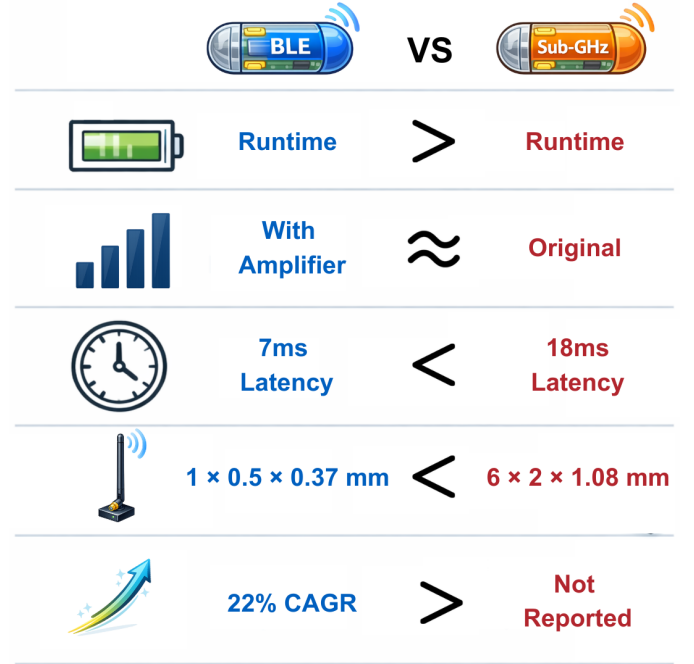 BLE VS Sub-GHz
Runtime > Runtime
With
Amplifier ≈ Original
7ms
Latency < 18ms
Latency
1 × 0.5 × 0.37 mm < 6 × 2 × 1.08 mm
22% CAGR > Not
Reported